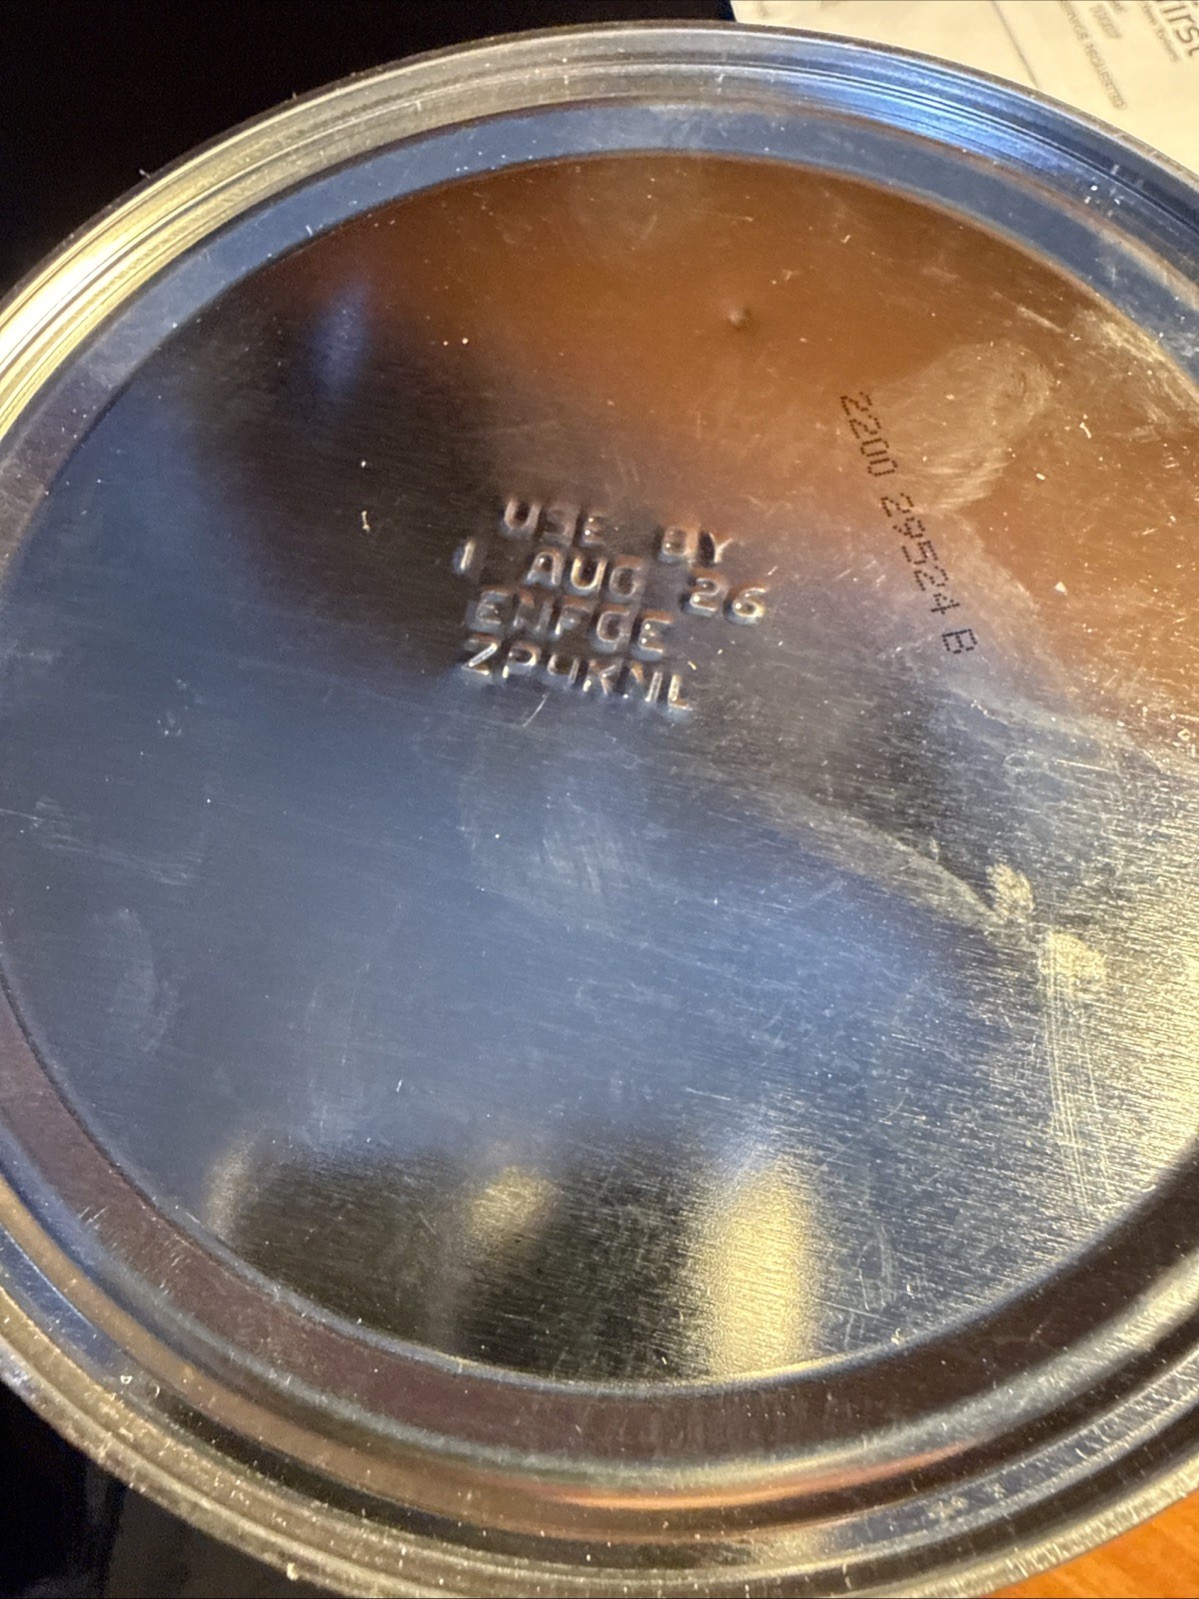 USE BY
1 AUG 26
ENFGE
ZP4KNL
2200 29524 B